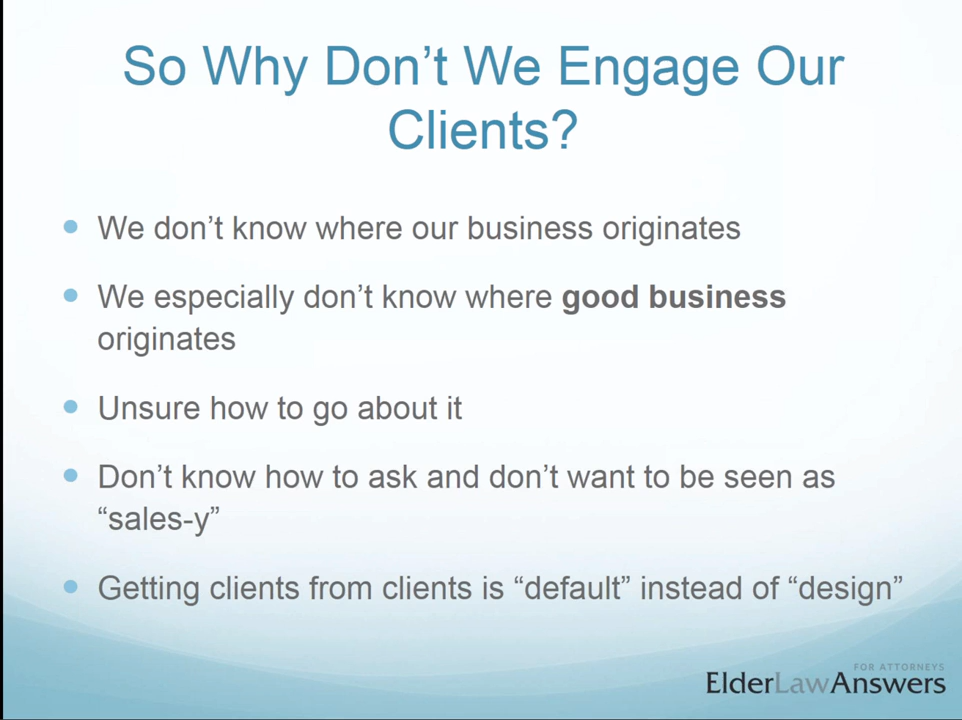 So Why Don’t We Engage Our
Clients?
• We don’t know where our business originates
• We especially don’t know where good business
originates
• Unsure how to go about it
• Don’t know how to ask and don’t want to be seen as
“sales-y”
• Getting clients from clients is “default” instead of “design”
FOR ATTORNEYS
ElderLawAnswers